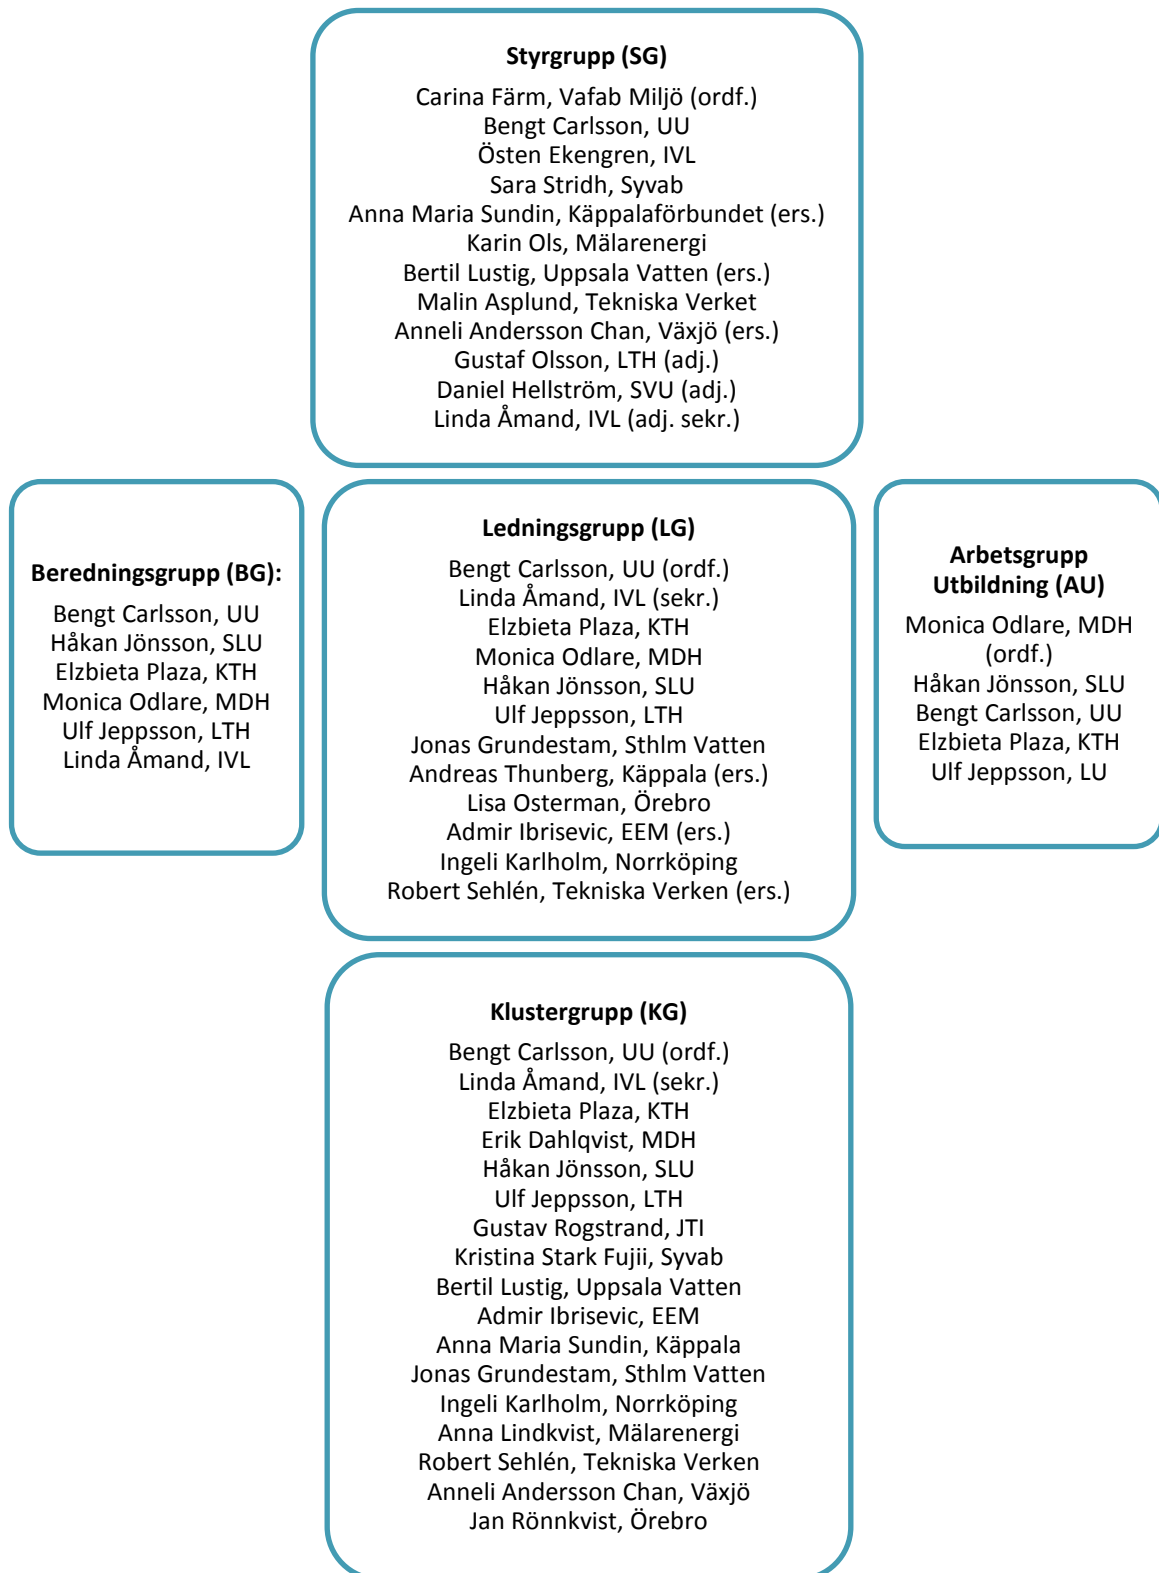 Styrgrupp (SG)
Carina Färm, Vafab Miljö (ordf.)
Bengt Carlsson, UU
Östen Ekengren, IVL
Sara Stridh, Syvab
Anna Maria Sundin, Käppalaförbundet (ers.)
Karin Ols, Mälarenergi
Bertil Lustig, Uppsala Vatten (ers.)
Malin Asplund, Tekniska Verket
Anneli Andersson Chan, Växjö (ers.)
Gustaf Olsson, LTH (adj.)
Daniel Hellström, SVU (adj.)
Linda Åmand, IVL (adj. sekr.)
Beredningsgrupp (BG):
Bengt Carlsson, UU
Håkan Jönsson, SLU
Elzbieta Plaza, KTH
Monica Odlare, MDH
Ulf Jeppsson, LTH
Linda Åmand, IVL
Ledningsgrupp (LG)
Bengt Carlsson, UU (ordf.)
Linda Åmand, IVL (sekr.)
Elzbieta Plaza, KTH
Monica Odlare, MDH
Håkan Jönsson, SLU
Ulf Jeppsson, LTH
Jonas Grundestam, Sthlm Vatten
Andreas Thunberg, Käppala (ers.)
Lisa Osterman, Örebro
Admir Ibrisevic, EEM (ers.)
Ingeli Karlholm, Norrköping
Robert Sehlén, Tekniska Verken (ers.)
Arbetsgrupp
Utbildning (AU)
Monica Odlare, MDH
(ordf.)
Håkan Jönsson, SLU
Bengt Carlsson, UU
Elzbieta Plaza, KTH
Ulf Jeppsson, LU
Klustergrupp (KG)
Bengt Carlsson, UU (ordf.)
Linda Åmand, IVL (sekr.)
Elzbieta Plaza, KTH
Erik Dahlqvist, MDH
Håkan Jönsson, SLU
Ulf Jeppsson, LTH
Gustav Rogstrand, JTI
Kristina Stark Fujii, Syvab
Bertil Lustig, Uppsala Vatten
Admir Ibrisevic, EEM
Anna Maria Sundin, Käppala
Jonas Grundestam, Sthlm Vatten
Ingeli Karlholm, Norrköping
Anna Lindkvist, Mälarenergi
Robert Sehlén, Tekniska Verken
Anneli Andersson Chan, Växjö
Jan Rönnkvist, Örebro